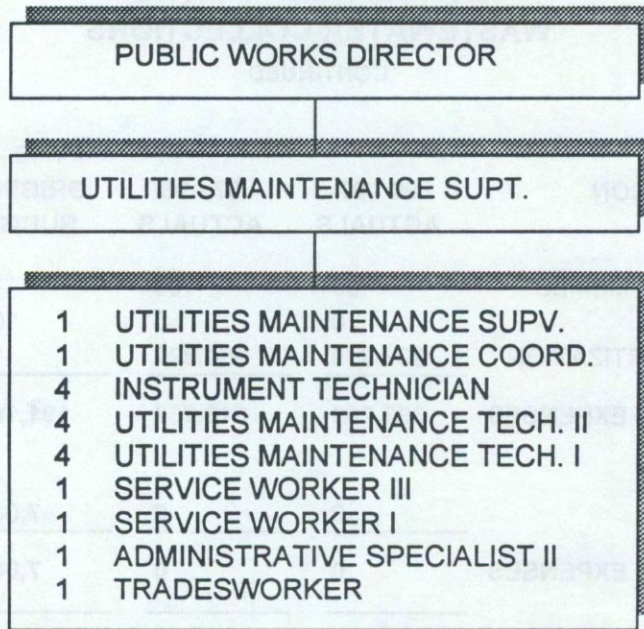 PUBLIC WORKS DIRECTOR
UTILITIES MAINTENANCE SUPT.
1 UTILITIES MAINTENANCE SUPV.
1 UTILITIES MAINTENANCE COORD.
4 INSTRUMENT TECHNICIAN
4 UTILITIES MAINTENANCE TECH. II
4 UTILITIES MAINTENANCE TECH. I
1 SERVICE WORKER III
1 SERVICE WORKER I
1 ADMINISTRATIVE SPECIALIST II
1 TRADESWORKER